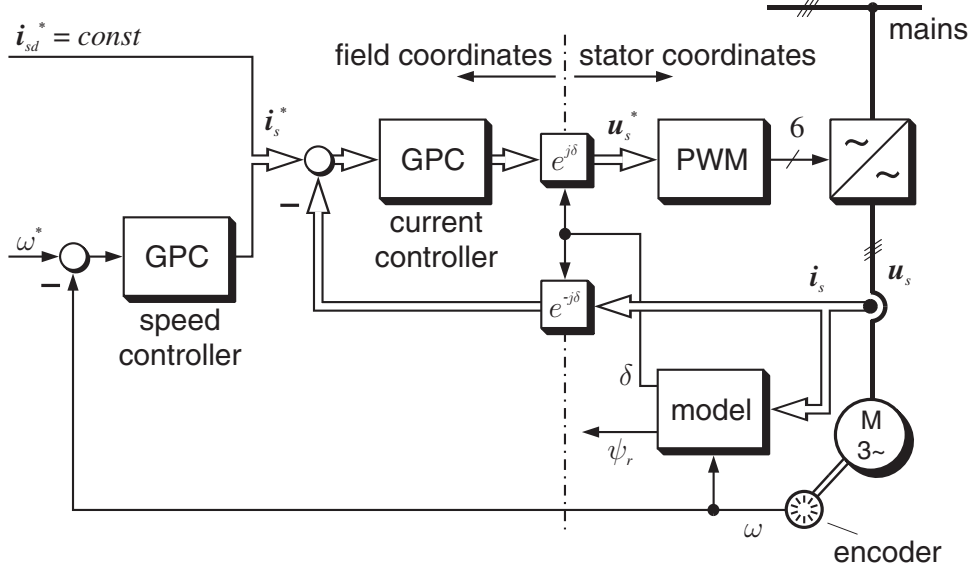 i_sd* = const
mains
field coordinates
stator coordinates
6
i_s*
u_s*
GPC
e^{jδ}
PWM
~
~
current
controller
−
ω*
GPC
−
speed
controller
e^{-jδ}
i_s
u_s
δ
model
M
3~
ψ_r
ω
encoder